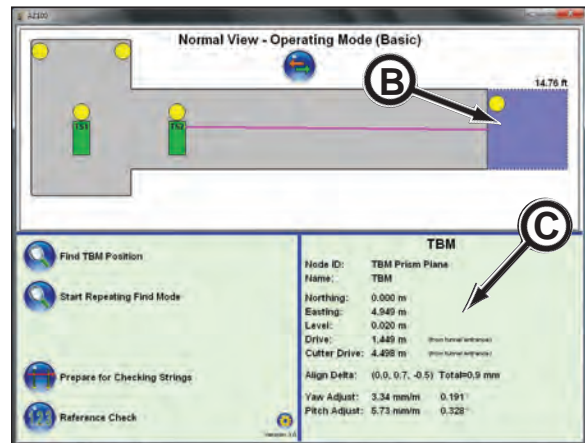 AZ100
Normal View - Operating Mode (Basic)
B
14.76 ft
TS1
TS2
C
Find TBM Position
Start Repeating Find Mode
Prepare for Checking Strings
Reference Check
TBM
Node ID: TBM Prism Plane
Name: TBM
Northing: 0.000 m
Easting: 4.949 m
Level: 0.020 m
Drive: 1.449 m (from tunnel entrance)
Cutter Drive: 4.498 m (from tunnel entrance)
Align Delta: (0.0, 0.7, -0.5) Total=0.9 mm
Yaw Adjust: 3.34 mm/m 0.191
Pitch Adjust: 5.73 mm/m 0.328